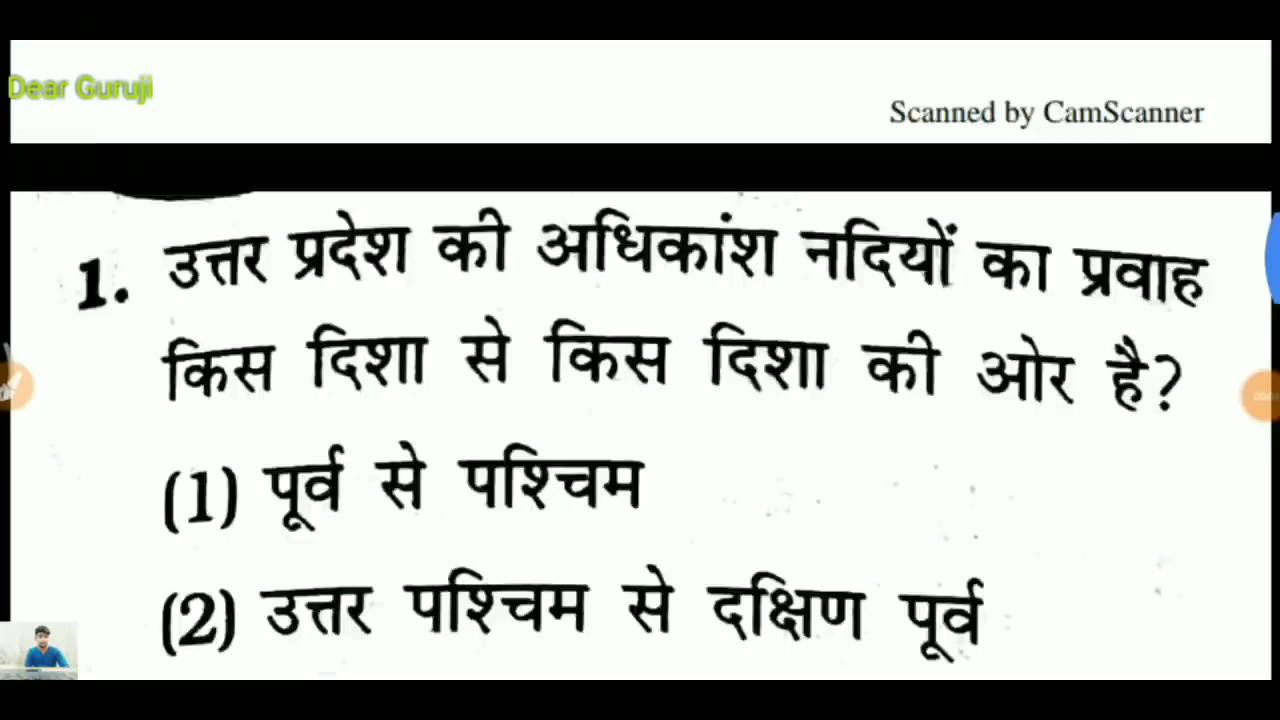 Dear Guruji
Scanned by CamScanner
1. उत्तर प्रदेश की अधिकांश नदियों का प्रवाह
किस दिशा से किस दिशा की ओर है?
(1) पूर्व से पश्चिम
(2) उत्तर पश्चिम से दक्षिण पूर्व